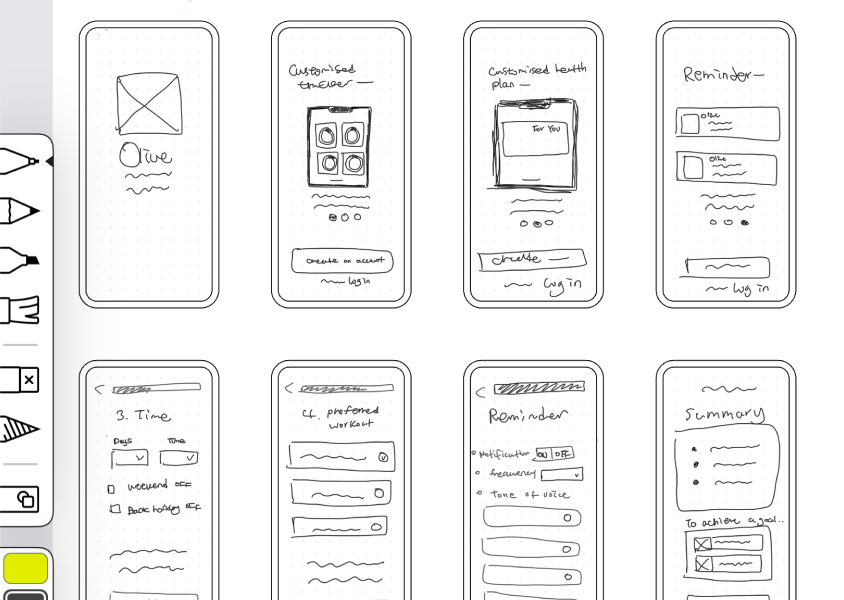 Olive
Customised
tracker
Create an account
Login
Customised health
plan
For You
Create
Log in
Reminder
Olive
Olive
Log in
3. Time
Days
Time
weekend OFF
Bank holiday OFF
4. preferred
workout
Reminder
Notification ON OFF
frequency
tone of voice
Summary
To achieve a goal..